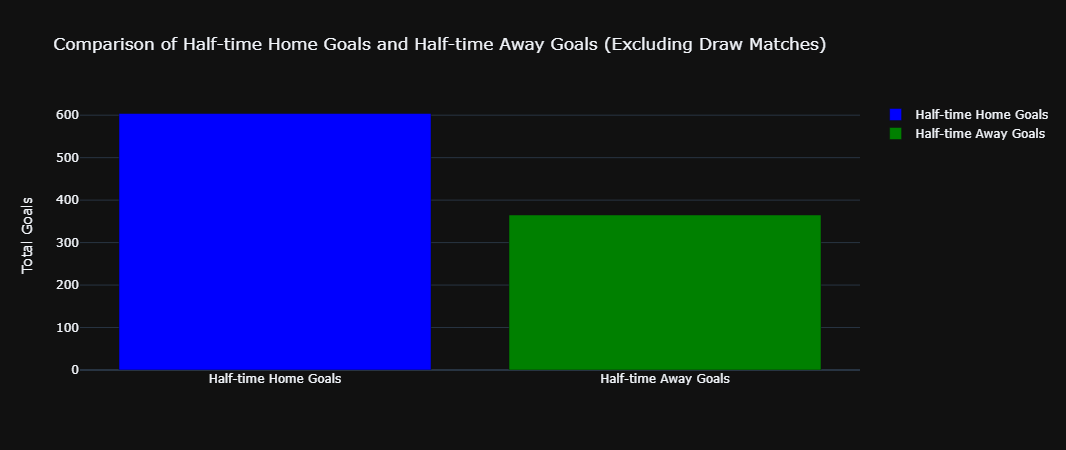 Comparison of Half-time Home Goals and Half-time Away Goals (Excluding Draw Matches)
600
500
400
300
200
100
0
Total Goals
Half-time Home Goals
Half-time Away Goals
Half-time Home Goals
Half-time Away Goals